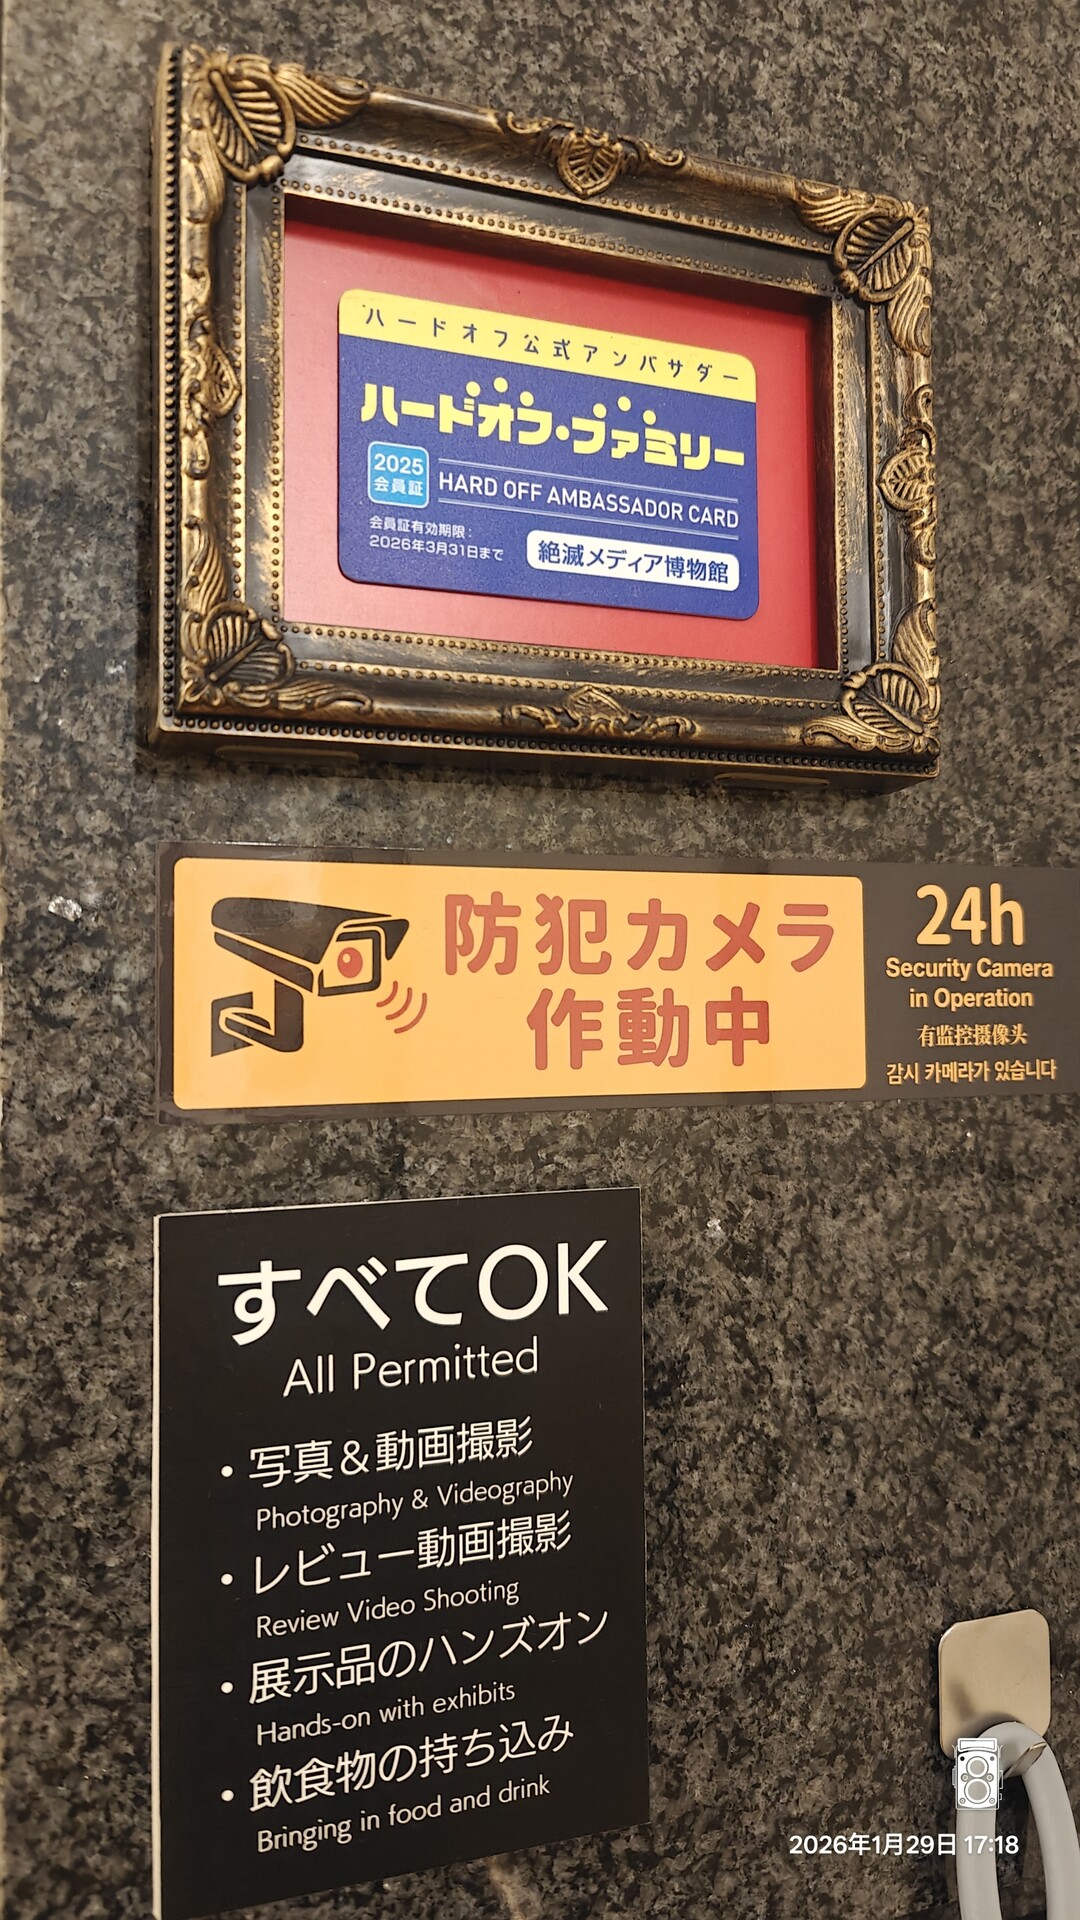 ハードオフ公式アンバサダー
ハードオフ・ファミリー
2025
会員証
HARD OFF AMBASSADOR CARD
会員証有効期限：
2026年3月31日まで
絶滅メディア博物館
防犯カメラ
作動中
24h
Security Camera
in Operation
有监控摄像头
감시 카메라가 있습니다
すべてOK
All Permitted
・写真＆動画撮影
Photography & Videography
・レビュー動画撮影
Review Video Shooting
・展示品のハンズオン
Hands-on with exhibits
・飲食物の持ち込み
Bringing in food and drink
2026年1月29日 17:18